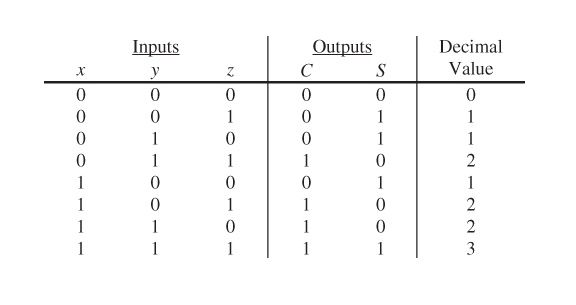 Inputs Outputs Decimal
x y z C S Value
0 0 0 0 0 0
0 0 1 0 1 1
0 1 0 0 1 1
0 1 1 1 0 2
1 0 0 0 1 1
1 0 1 1 0 2
1 1 0 1 0 2
1 1 1 1 1 3